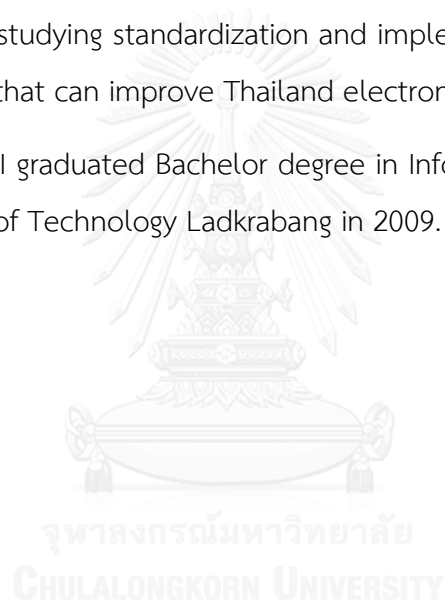 studying standardization and imple
that can improve Thailand electron
I graduated Bachelor degree in Info
of Technology Ladkrabang in 2009.
จุฬาลงกรณ์มหาวิทยาลัย
CHULALONGKORN UNIVERSITY